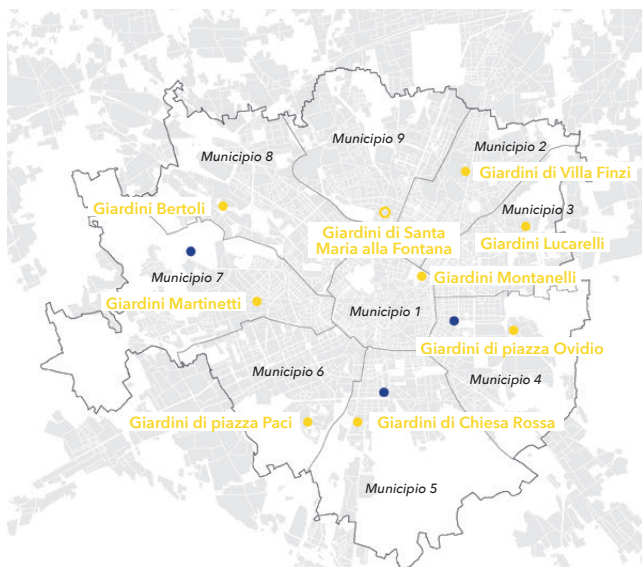 Municipio 9
Municipio 2
Municipio 8
Giardini di Villa Finzi
Giardini Bertoli
Municipio 3
Giardini di Santa
Maria alla Fontana
Giardini Lucarelli
Municipio 7
Giardini Montanelli
Giardini Martinetti
Municipio 1
Giardini di piazza Ovidio
Municipio 6
Municipio 4
Giardini di piazza Paci
Giardini di Chiesa Rossa
Municipio 5